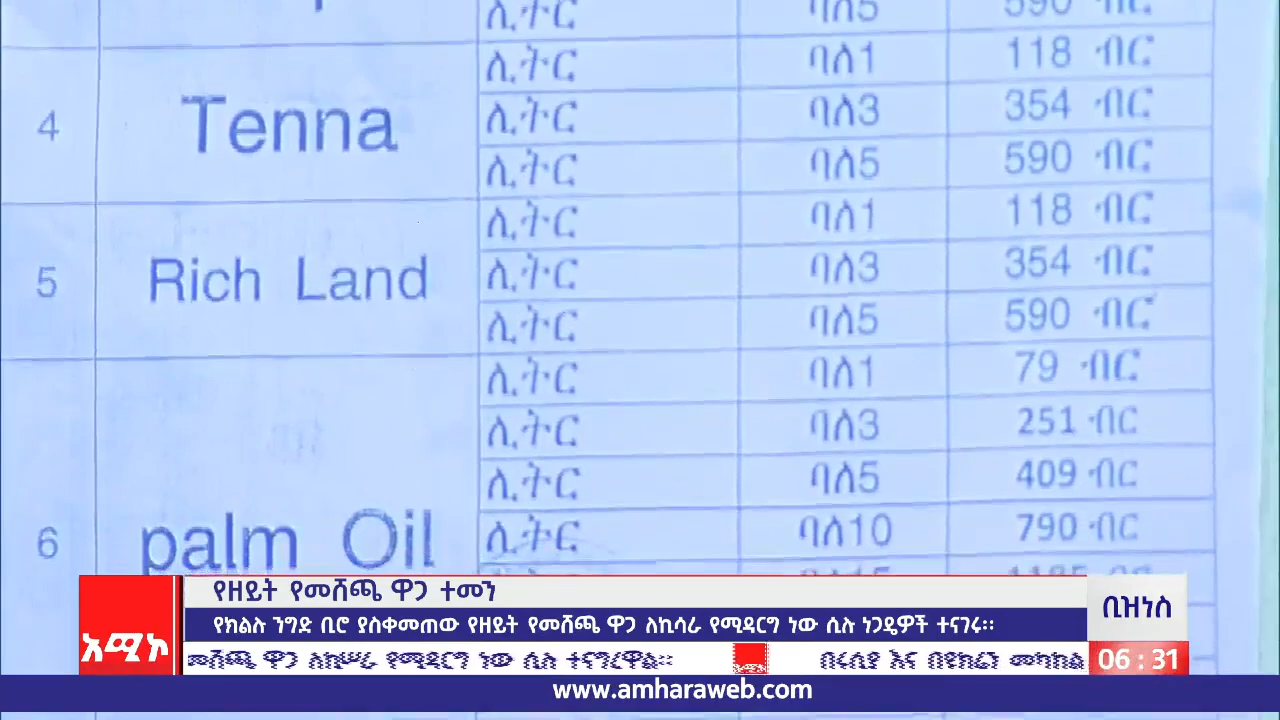 ሊትር ባለ5 590 ብር
4 Tenna
ሊትር ባለ1 118 ብር
ሊትር ባለ3 354 ብር
ሊትር ባለ5 590 ብር
5 Rich Land
ሊትር ባለ1 118 ብር
ሊትር ባለ3 354 ብር
ሊትር ባለ5 590 ብር
6 palm Oil
ሊትር ባለ1 79 ብር
ሊትር ባለ3 251 ብር
ሊትር ባለ5 409 ብር
ሊትር ባለ10 790 ብር
የዘይት የመሸጫ ዋጋ ተመን
ቢዝነስ
የክልሉ ንግድ ቢሮ ያስቀመጠው የዘይት የመሸጫ ዋጋ ለኪሳራ የሚዳርግ ነው ሲሉ ነጋዴዎች ተናገሩ።
አሚኮ
መሸጫ ዋጋ ለክሥራ የሚዳርግ ነው ሲሉ ተናግረዋል። በሩሲያ እና በዩክሬን መካከል
06:31
www.amharaweb.com